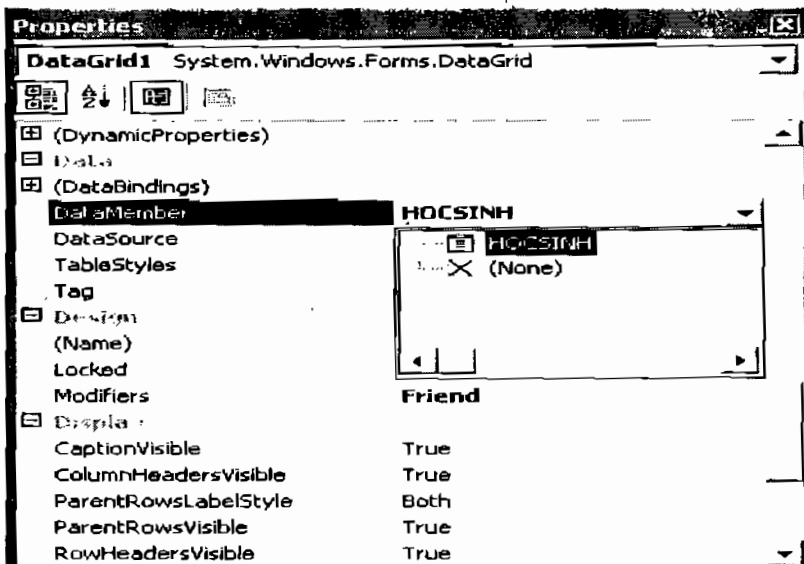 Properties
DataGrid1 System.Windows.Forms.DataGrid
(DynamicProperties)
Data
(DataBindings)
DataMember HOCSINH
DataSource HOCSINH
TableStyles (None)
Tag
Design
(Name)
Locked
Modifiers Friend
Display
CaptionVisible True
ColumnHeadersVisible True
ParentRowsLabelStyle Both
ParentRowsVisible True
RowHeadersVisible True